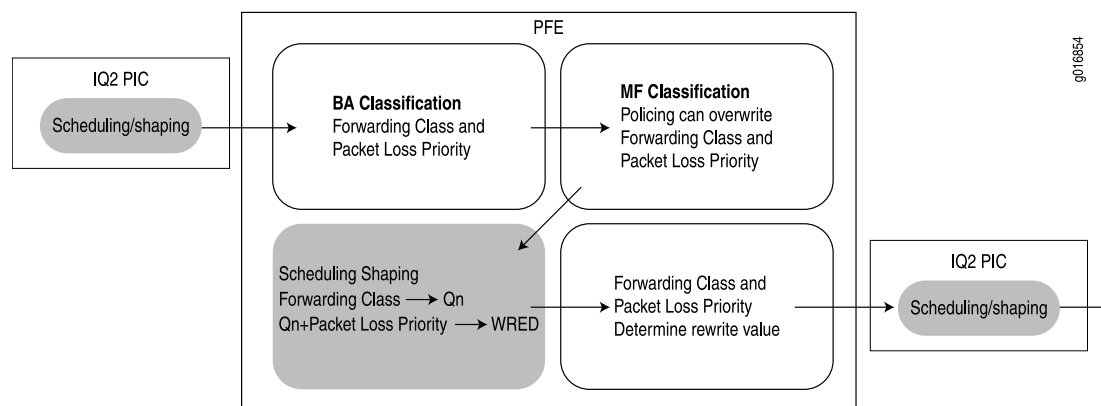 PFE
g016854
IQ2 PIC
Scheduling/shaping
BA Classification
Forwarding Class and
Packet Loss Priority
MF Classification
Policing can overwrite
Forwarding Class and
Packet Loss Priority
Scheduling Shaping
Forwarding Class → Qn
Qn+Packet Loss Priority → WRED
Forwarding Class and
Packet Loss Priority
Determine rewrite value
IQ2 PIC
Scheduling/shaping